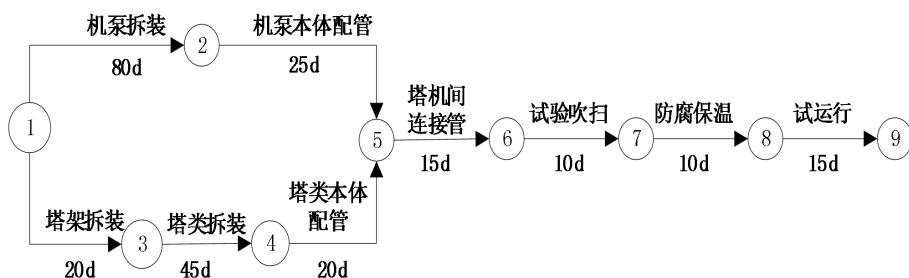 机泵拆装
80d
2
机泵本体配管
25d
1
5
塔机间
连接管
15d
6
试验吹扫
10d
7
防腐保温
10d
8
试运行
15d
9
塔架拆装
20d
3
塔类拆装
45d
4
塔类本体
配管
20d